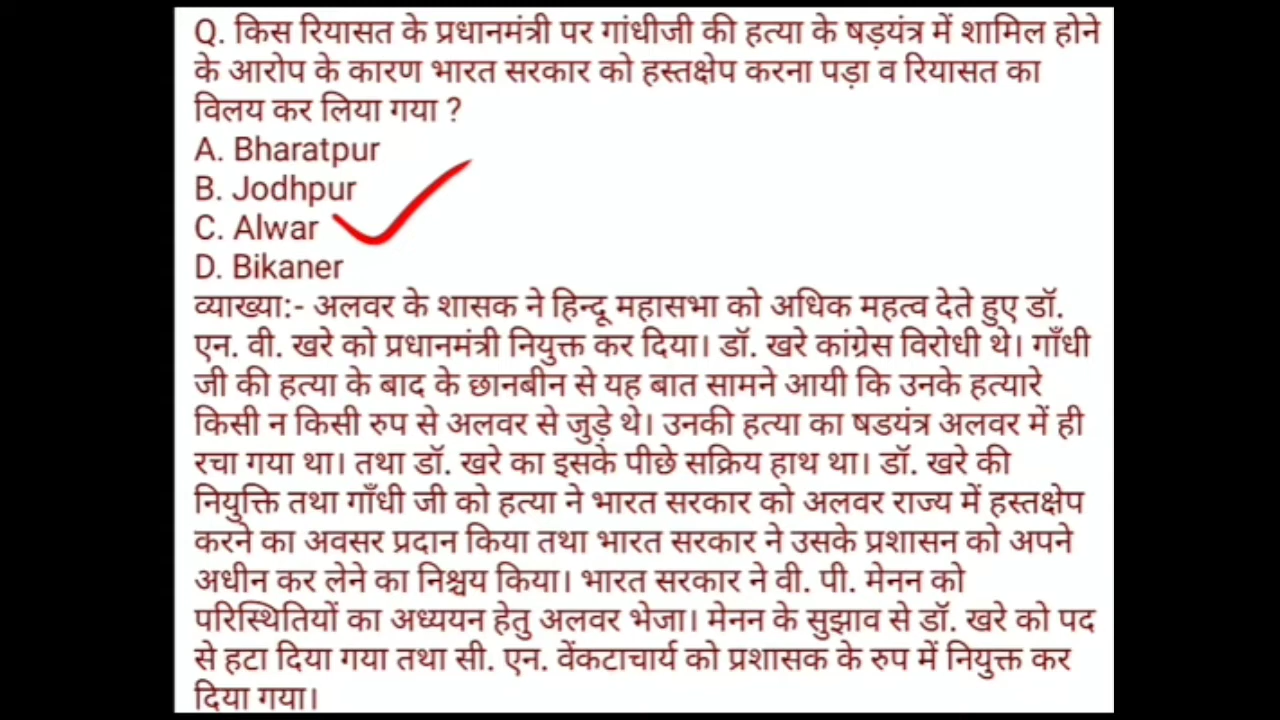 Q. किस रियासत के प्रधानमंत्री पर गांधीजी की हत्या के षड़यंत्र में शामिल होने
के आरोप के कारण भारत सरकार को हस्तक्षेप करना पड़ा व रियासत का
विलय कर लिया गया ?
A. Bharatpur
B. Jodhpur
C. Alwar
D. Bikaner
व्याख्या:- अलवर के शासक ने हिन्दू महासभा को अधिक महत्व देते हुए डॉ.
एन. वी. खरे को प्रधानमंत्री नियुक्त कर दिया। डॉ. खरे कांग्रेस विरोधी थे। गाँधी
जी की हत्या के बाद के छानबीन से यह बात सामने आयी कि उनके हत्यारे
किसी न किसी रुप से अलवर से जुड़े थे। उनकी हत्या का षडयंत्र अलवर में ही
रचा गया था। तथा डॉ. खरे का इसके पीछे सक्रिय हाथ था। डॉ. खरे की
नियुक्ति तथा गाँधी जी को हत्या ने भारत सरकार को अलवर राज्य में हस्तक्षेप
करने का अवसर प्रदान किया तथा भारत सरकार ने उसके प्रशासन को अपने
अधीन कर लेने का निश्चय किया। भारत सरकार ने वी. पी. मेनन को
परिस्थितियों का अध्ययन हेतु अलवर भेजा। मेनन के सुझाव से डॉ. खरे को पद
से हटा दिया गया तथा सी. एन. वेंकटाचार्य को प्रशासक के रुप में नियुक्त कर
दिया गया।